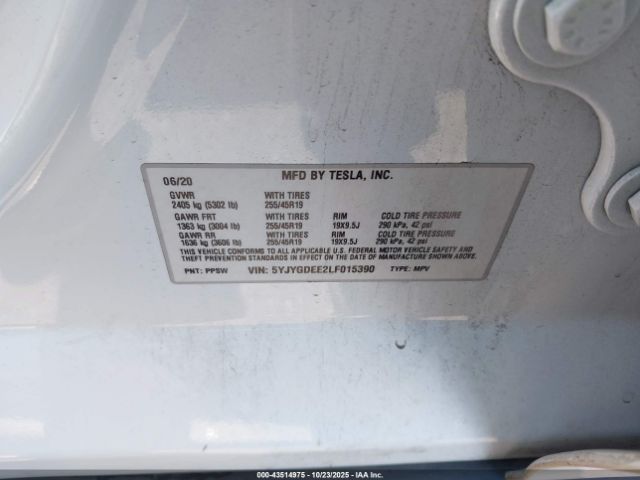 06/20 MFD BY TESLA, INC.
GVWR WITH TIRES
2405 kg (5302 lb) 255/45R19
GAWR FRT WITH TIRES RIM COLD TIRE PRESSURE
1363 kg (3004 lb) 255/45R19 19X9.5J 290 kPa, 42 psi
GAWR RR WITH TIRES RIM COLD TIRE PRESSURE
1636 kg (3606 lb) 255/45R19 19X9.5J 290 kPa, 42 psi
THIS VEHICLE CONFORMS TO ALL APPLICABLE U.S. FEDERAL MOTOR VEHICLE SAFETY AND
THEFT PREVENTION STANDARDS IN EFFECT ON THE DATE OF MANUFACTURE SHOWN ABOVE.
PNT: PPSW VIN: 5YJYGDEE2LF015390 TYPE: MPV
000-43514975 - 10/23/2025 - IAAI.COM